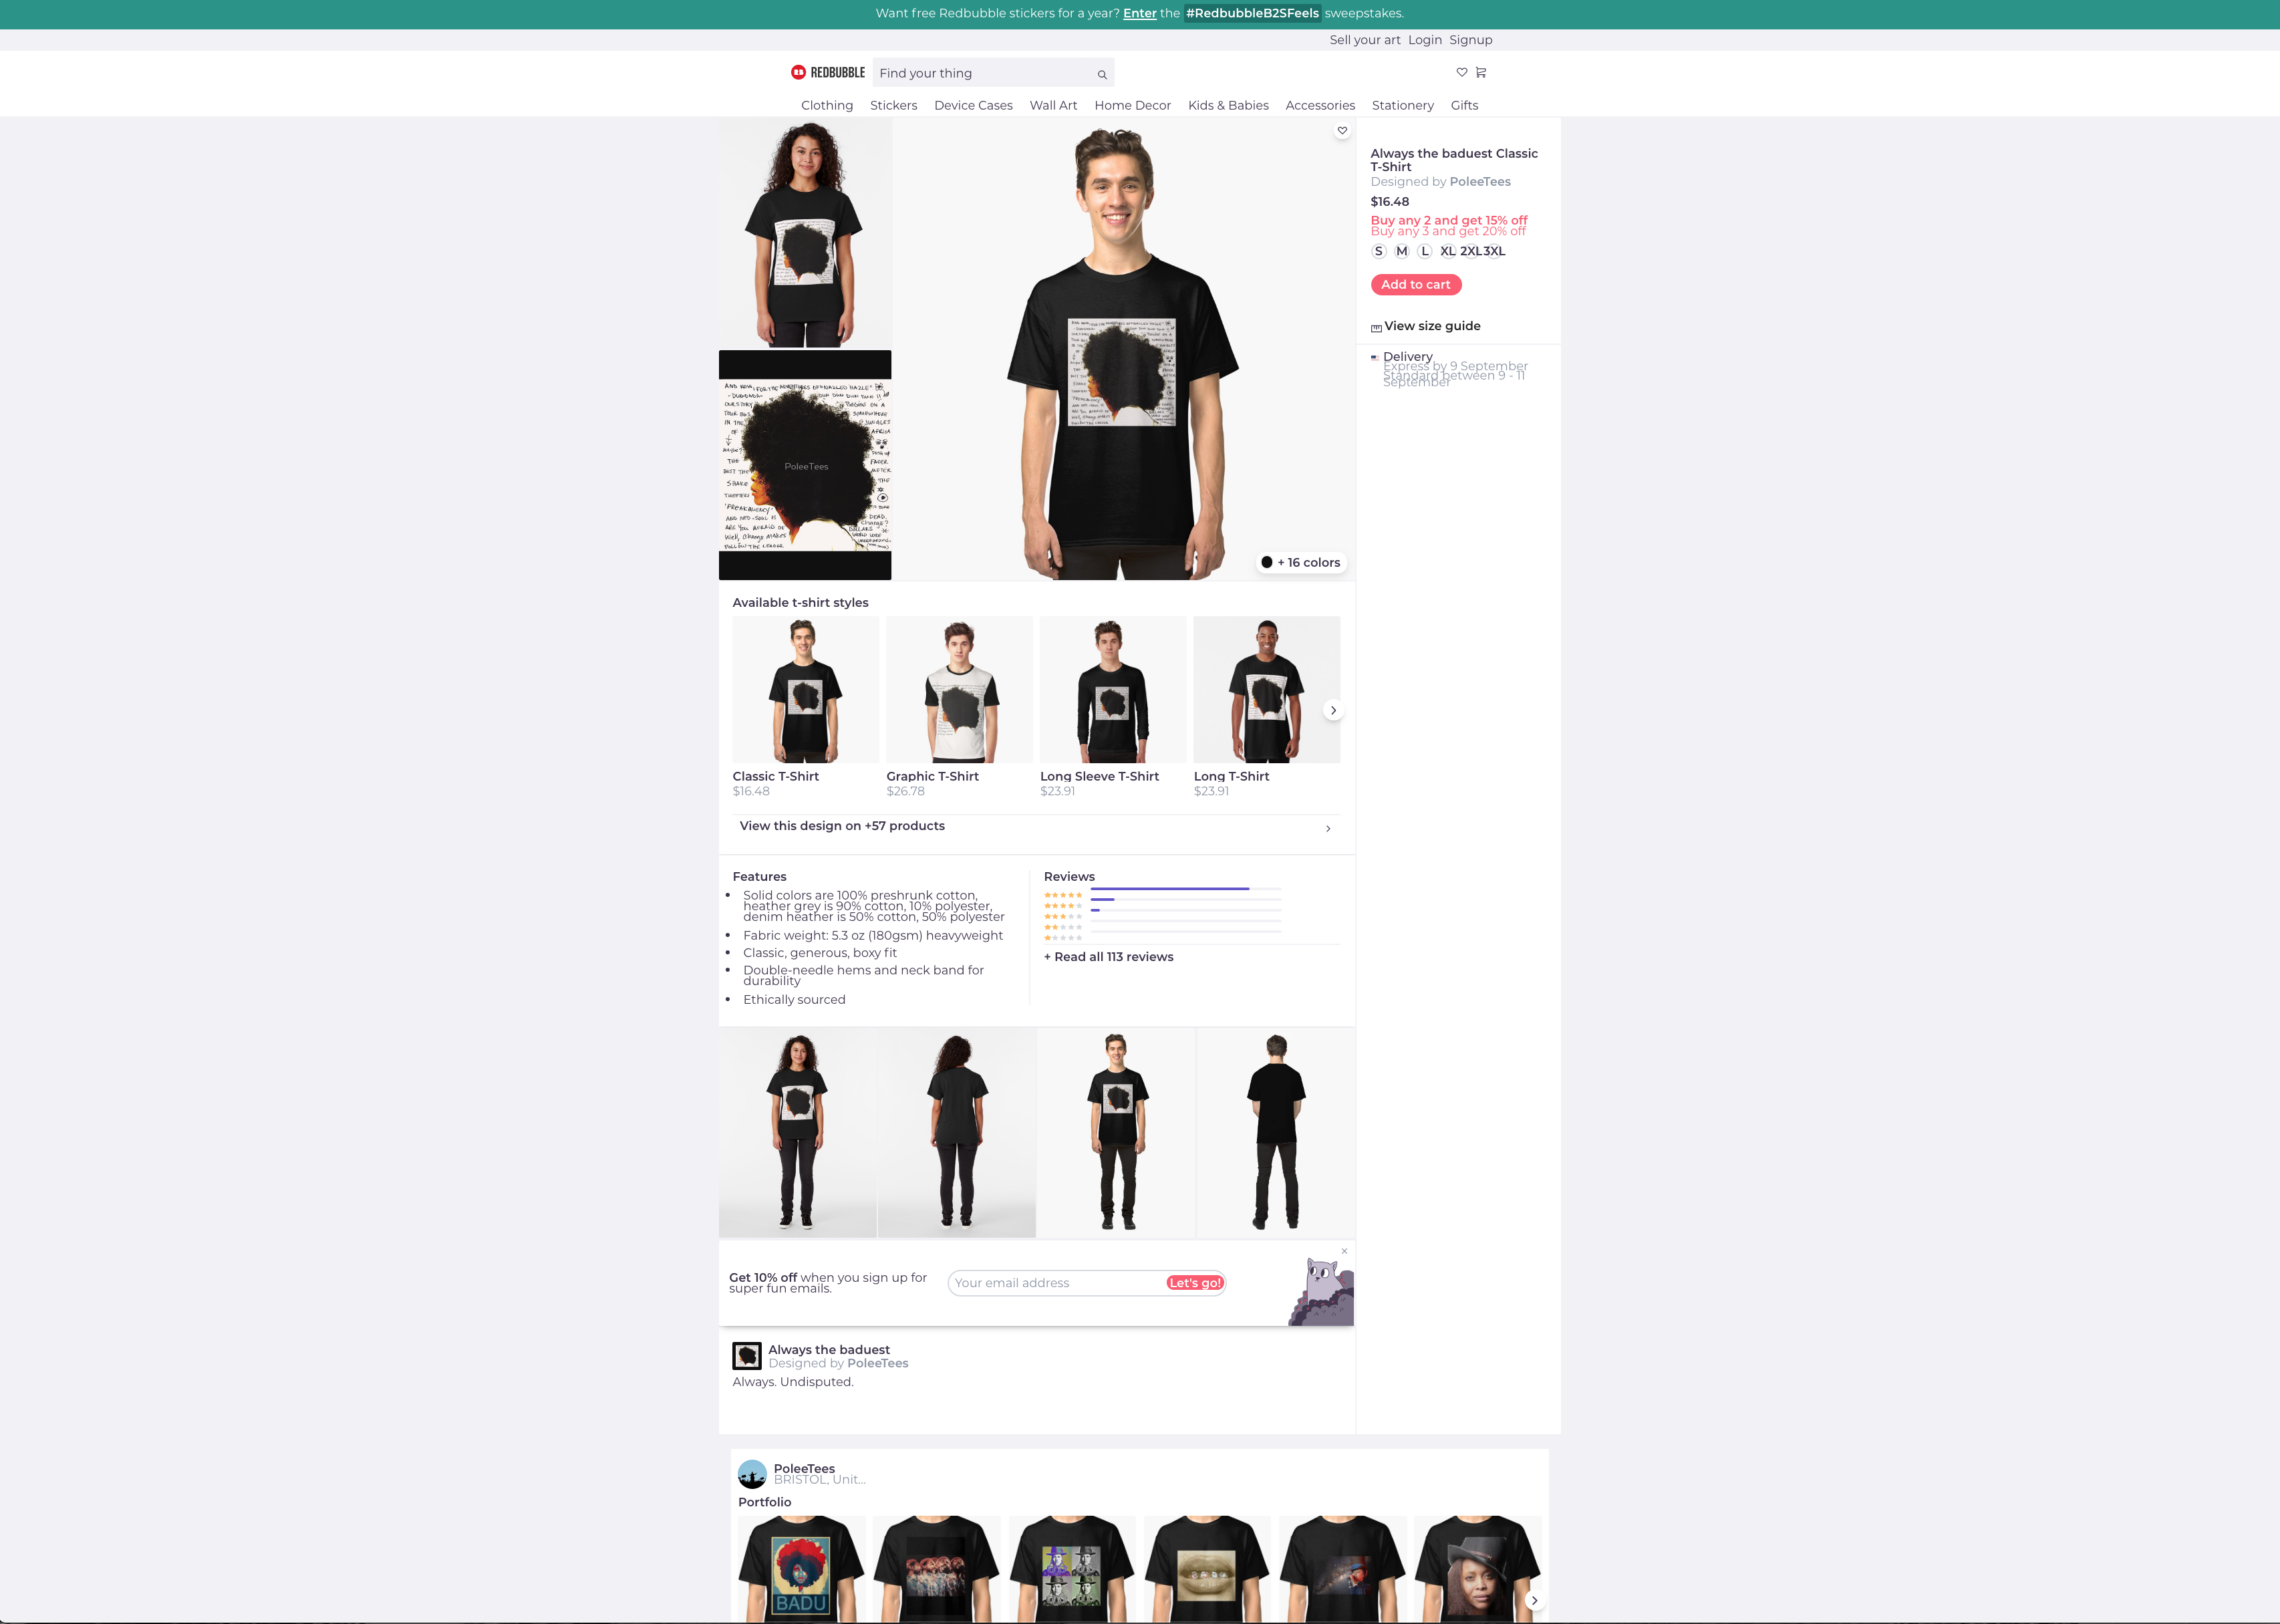 Want free Redbubble stickers for a year? Enter the #RedbubbleB2SFeels sweepstakes.
Sell your art Login Signup
REDBUBBLE
Find your thing
Clothing Stickers Device Cases Wall Art Home Decor Kids & Babies Accessories Stationery Gifts
Always the baduest Classic
T-Shirt
Designed by PoleeTees
$16.48
Buy any 2 and get 15% off
Buy any 3 and get 20% off
S M L XL 2XL 3XL
Add to cart
View size guide
Delivery
Express by 9 September
Standard between 9 - 11
September
PoleeTees
+ 16 colors
Available t-shirt styles
Classic T-Shirt
$16.48
Graphic T-Shirt
$26.78
Long Sleeve T-Shirt
$23.91
Long T-Shirt
$23.91
View this design on +57 products
Features
Solid colors are 100% preshrunk cotton,
heather grey is 90% cotton, 10% polyester,
denim heather is 50% cotton, 50% polyester
Fabric weight: 5.3 oz (180gsm) heavyweight
Classic, generous, boxy fit
Double-needle hems and neck band for
durability
Ethically sourced
Reviews
+ Read all 113 reviews
Get 10% off when you sign up for
super fun emails.
Your email address
Let's go!
Always the baduest
Designed by PoleeTees
Always. Undisputed.
PoleeTees
BRISTOL, Unit...
Portfolio
BADU